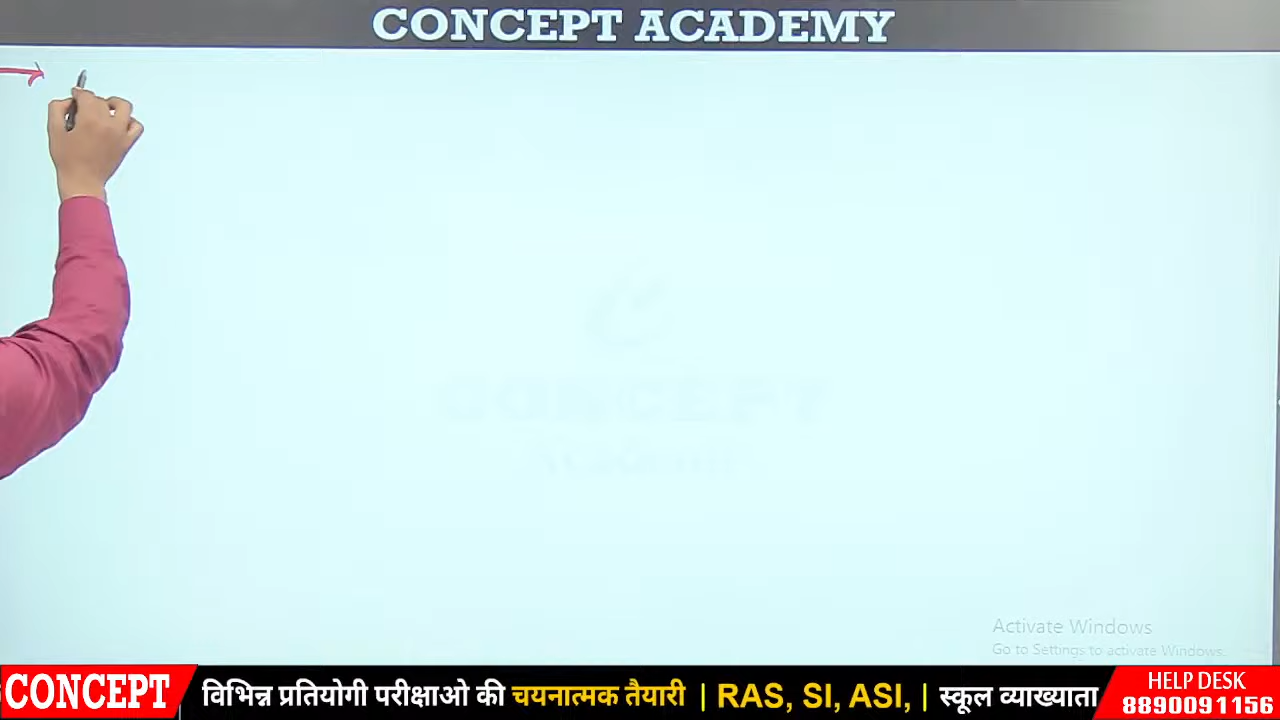 CONCEPT ACADEMY
CONCEPT
Activate Windows
Go to Settings to activate Windows.
CONCEPT
विभिन्न प्रतियोगी परीक्षाओ की चयनात्मक तैयारी | RAS, SI, ASI, | स्कूल व्याख्याता
HELP DESK
8890091156